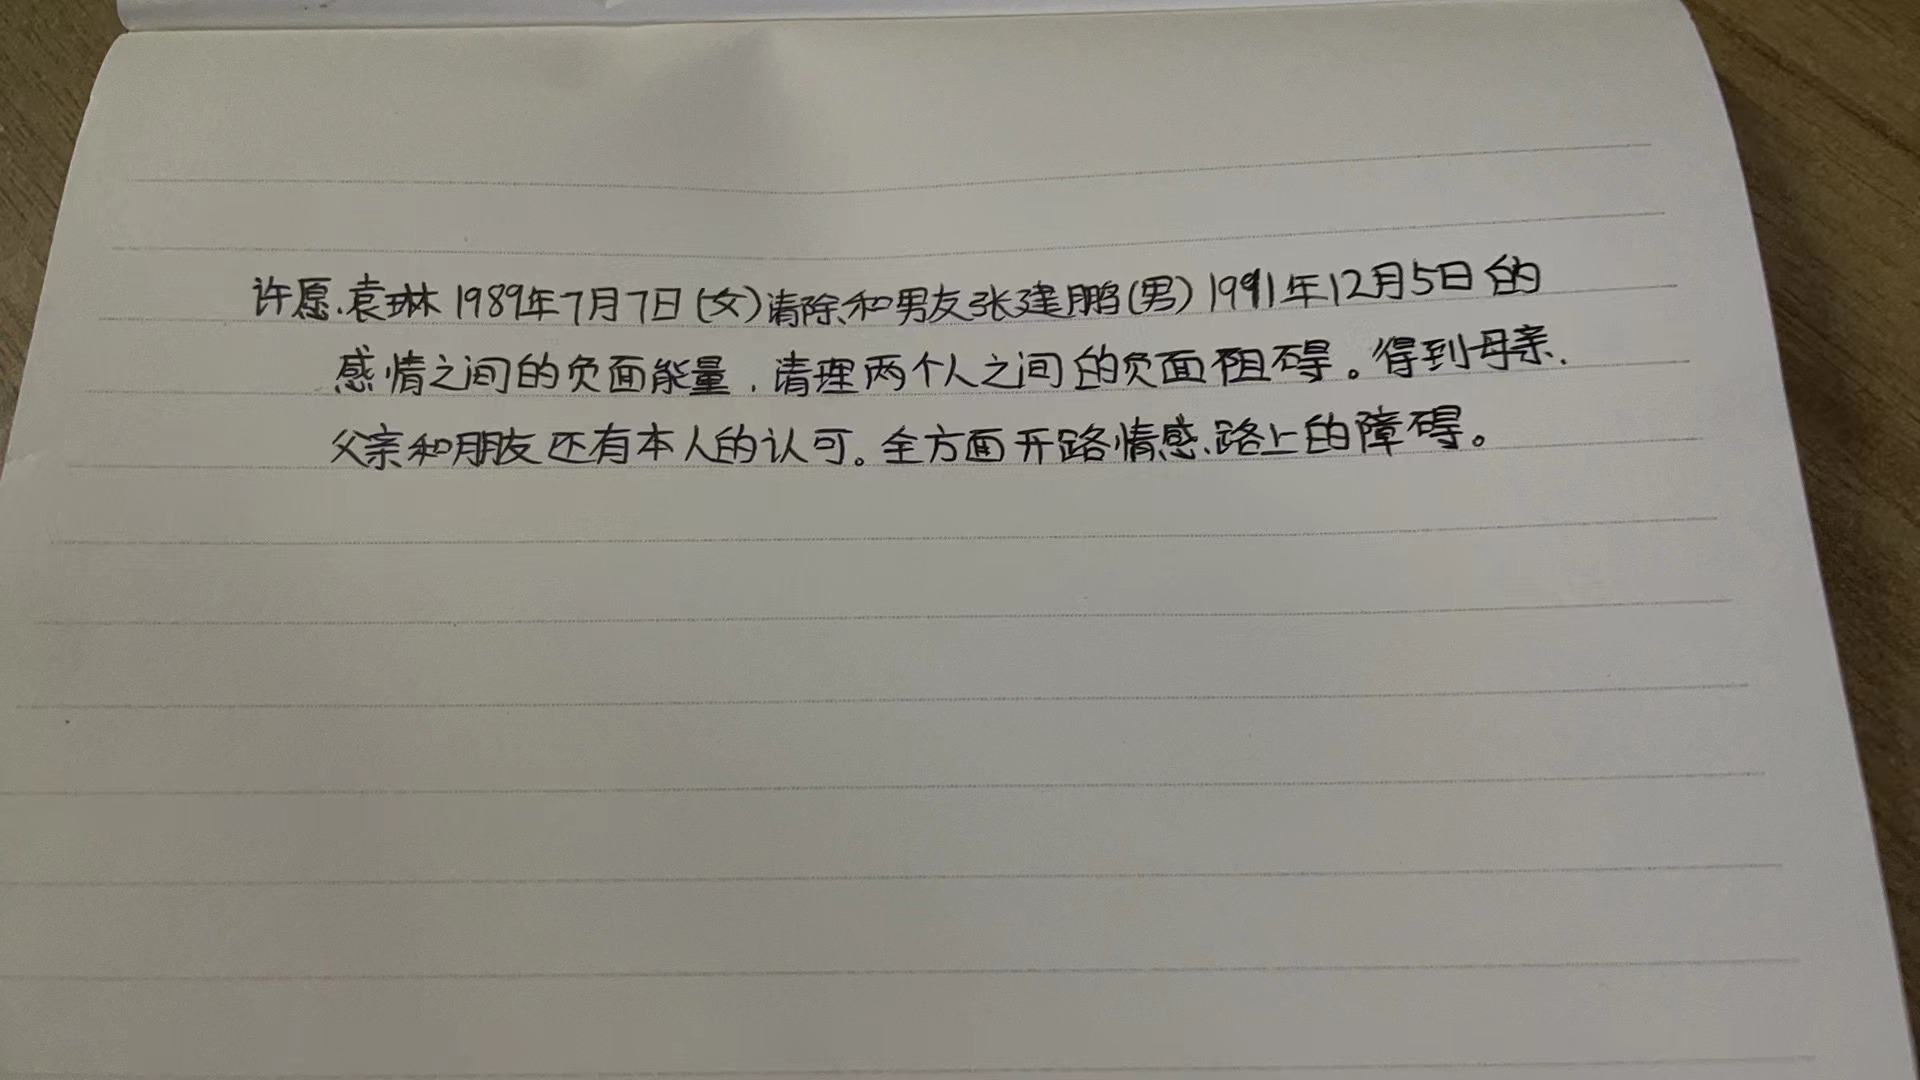 许愿、袁琳1989年7月7日(女)清除和男友张建鹏(男)1991年12月5日的
感情之间的负面能量,清理两个人之间的负面阻碍。得到母亲、
父亲和朋友还有本人的认可。全方面开路情感、路上的障碍。